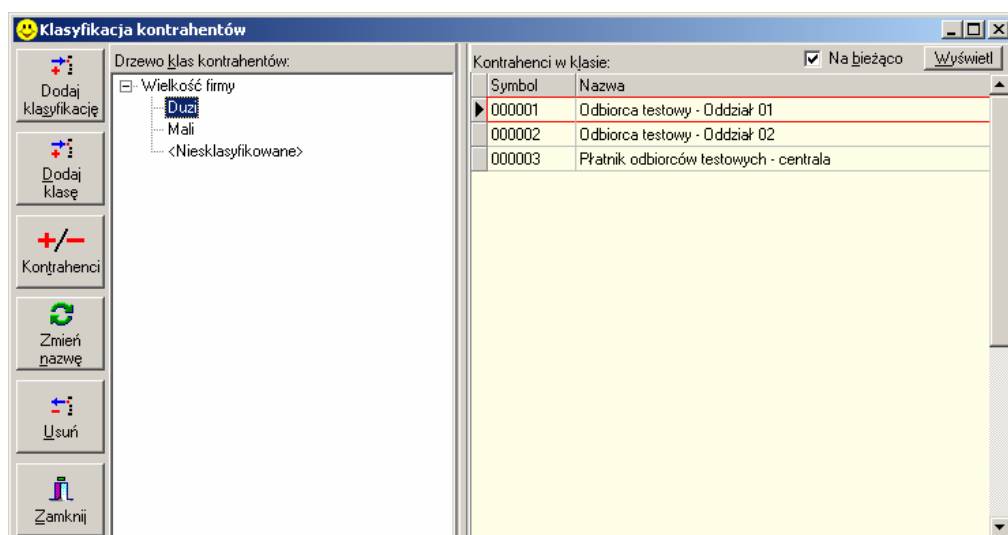 Klasyfikacja kontrahentów
Dodaj
klasyfikację
Dodaj
klasę
+/−
Kontrahenci
Zmień
nazwę
Usuń
Zamknij
Drzewo klas kontrahentów:
Wielkość firmy
Duzi
Mali
<Niesklasyfikowane>
Kontrahenci w klasie:
Na bieżąco
Wyświetl
Symbol Nazwa
000001 Odbiorca testowy - Oddział 01
000002 Odbiorca testowy - Oddział 02
000003 Płatnik odbiorców testowych - centrala